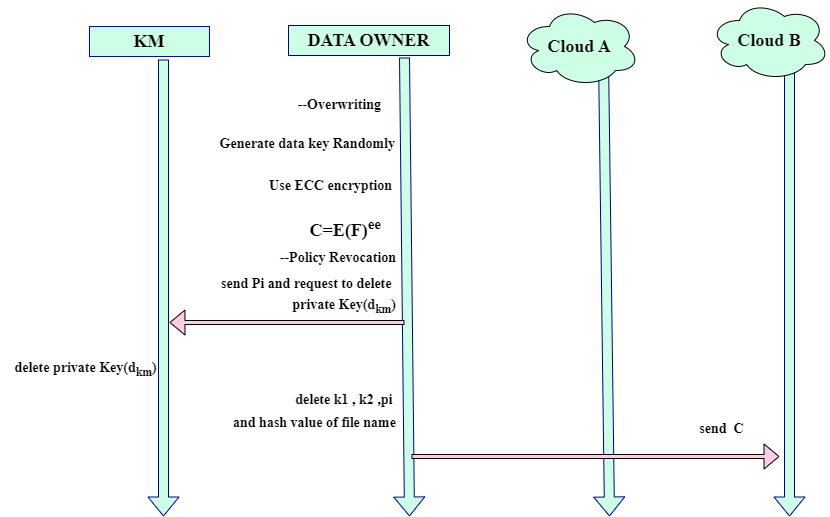 KM
DATA OWNER
Cloud A
Cloud B
--Overwriting
Generate data key Randomly
Use ECC encryption
C=E(F)^ee
--Policy Revocation
send Pi and request to delete
private Key(d_km)
delete private Key(d_km)
delete k1 , k2 ,pi
and hash value of file name
send C